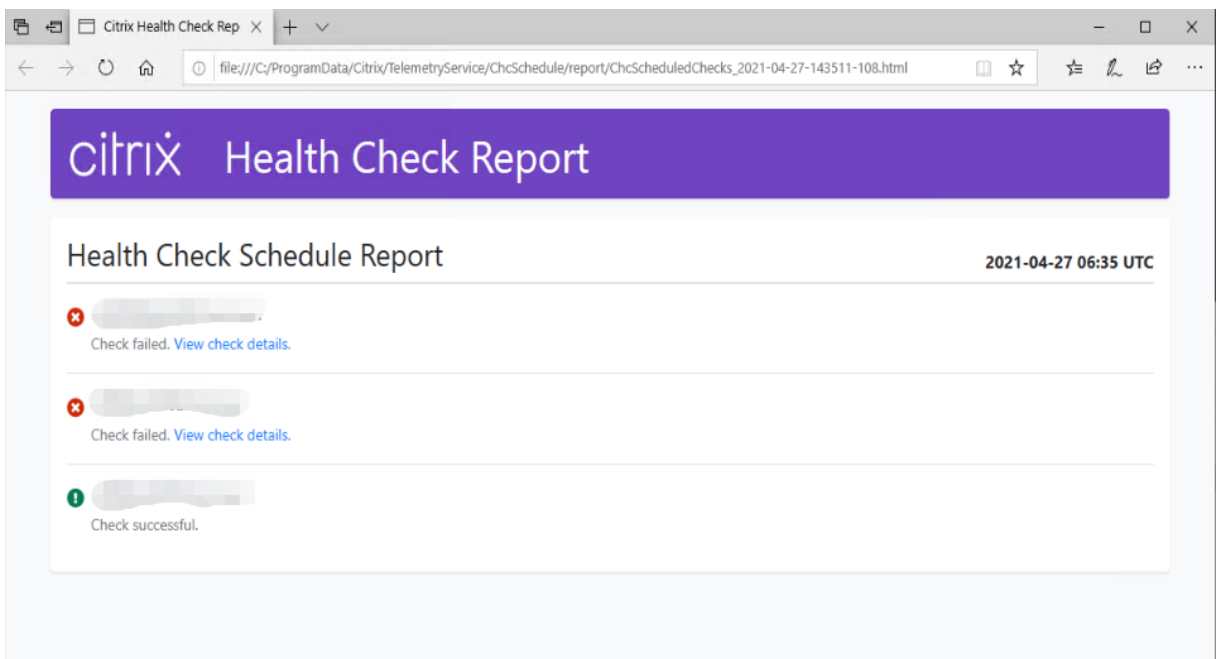 Citrix Health Check Rep
file:///C:/ProgramData/Citrix/TelemetryService/ChcSchedule/report/ChcScheduledChecks_2021-04-27-143511-108.html
citrix Health Check Report
Health Check Schedule Report
2021-04-27 06:35 UTC
Check failed. View check details.
Check failed. View check details.
Check successful.